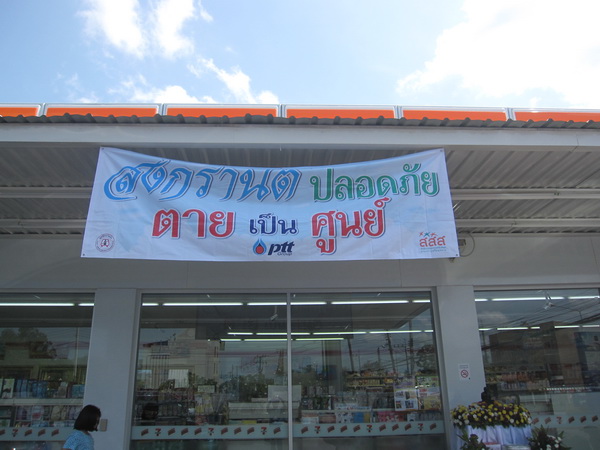 สงกรานต์ ปลอดภัย
ตาย เป็น ศูนย์
ptt
สสส